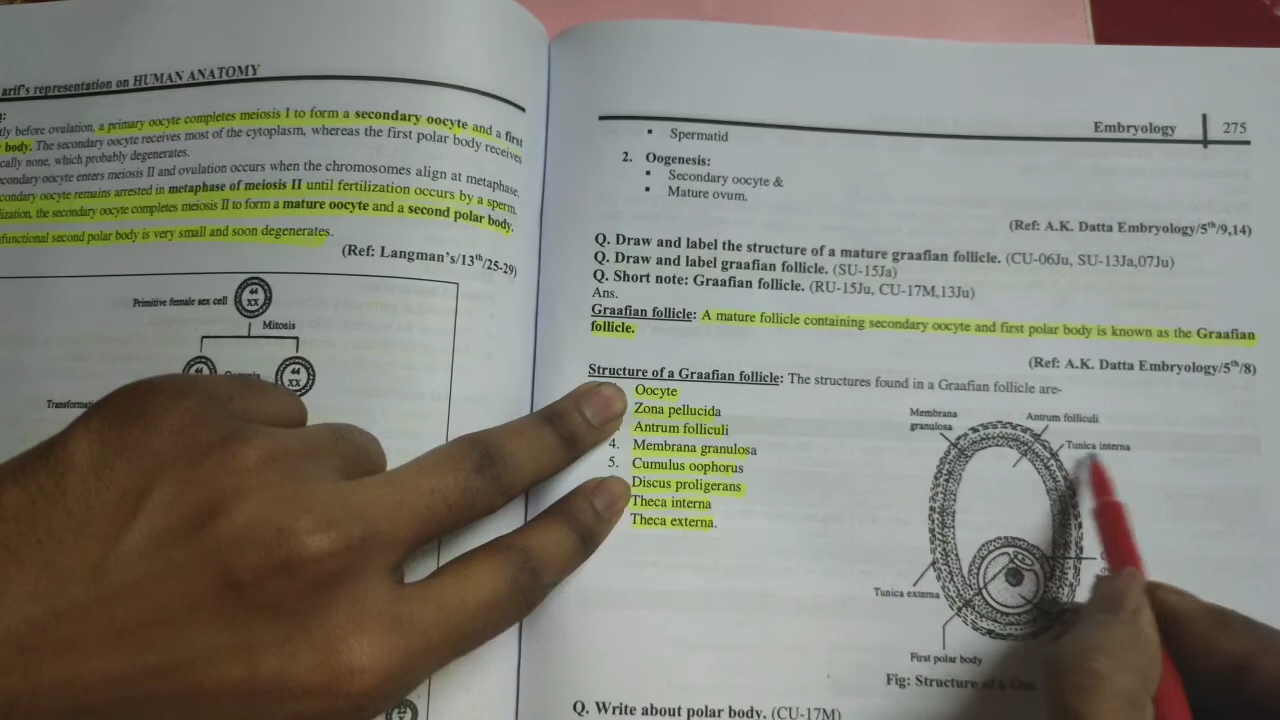 arif's representation on HUMAN ANATOMY
tly before ovulation, a primary oocyte completes meiosis I to form a secondary oocyte and a first
body. The secondary oocyte receives most of the cytoplasm, whereas the first polar body receives
cally none, which probably degenerates.
condary oocyte enters meiosis II and ovulation occurs when the chromosomes align at metaphase.
condary oocyte remains arrested in metaphase of meiosis II until fertilization occurs by a sperm.
ization, the secondary oocyte completes meiosis II to form a mature oocyte and a second polar body.
functional second polar body is very small and soon degenerates.
(Ref: Langman's/13th/25-29)
Primitive female sex cell
44
XX
Mitosis
44
44
XX
Embryology 275
▪ Spermatid
2. Oogenesis:
▪ Secondary oocyte &
▪ Mature ovum.
(Ref: A.K. Datta Embryology/5th/9,14)
Q. Draw and label the structure of a mature graafian follicle. (CU-06Ju, SU-13Ja,07Ju)
Q. Draw and label graafian follicle. (SU-15Ja)
Q. Short note: Graafian follicle. (RU-15Ju, CU-17M,13Ju)
Ans.
Graafian follicle: A mature follicle containing secondary oocyte and first polar body is known as the Graafian
follicle.
(Ref: A.K. Datta Embryology/5th/8)
Structure of a Graafian follicle: The structures found in a Graafian follicle are-
Oocyte
Zona pellucida
Antrum folliculi
4. Membrana granulosa
5. Cumulus oophorus
Discus proligerans
Theca interna
Theca externa.
Membrana
granulosa
Antrum folliculi
Tunica interna
Tunica externa
First polar body
Fig: Structure of a
Q. Write about polar body. (CU-17M)